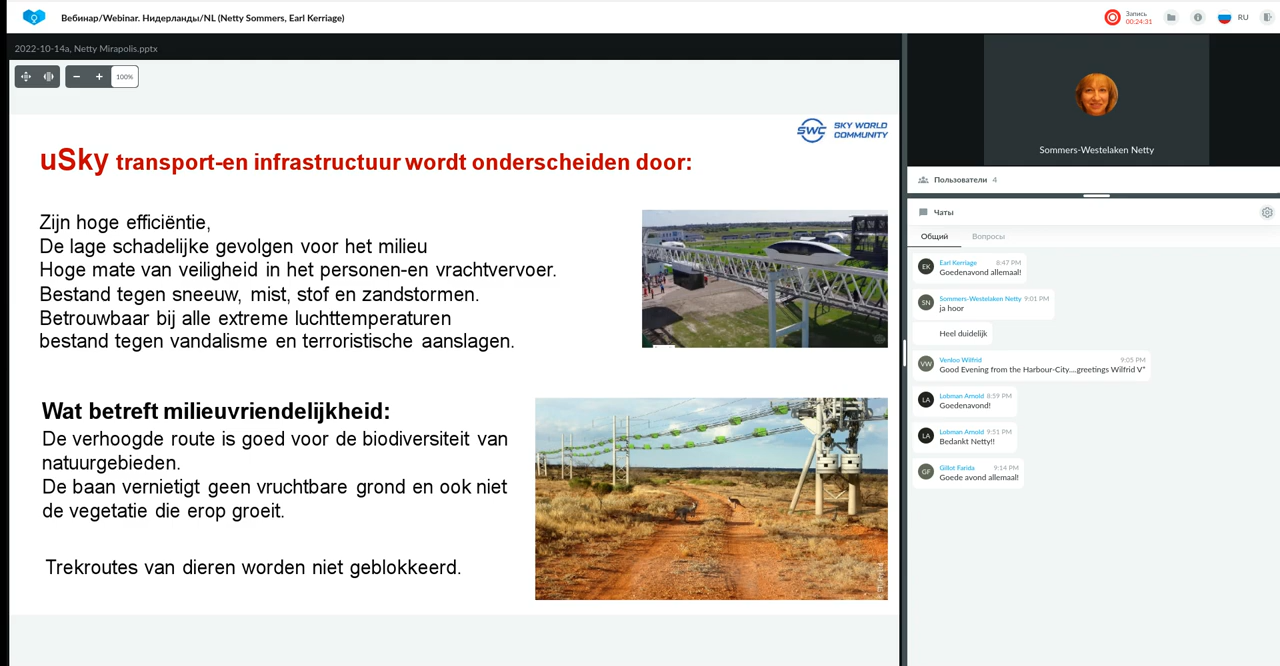 Вебинар/Webinar. Нидерланды/NL (Netty Sommers, Earl Kerriage)
Запись
00:24:31
RU
2022-10-14a, Netty Mirapolis.pptx
100%
SWC SKY WORLD
COMMUNITY
uSky transport-en infrastructuur wordt onderscheiden door:
Zijn hoge efficiëntie,
De lage schadelijke gevolgen voor het milieu
Hoge mate van veiligheid in het personen-en vrachtvervoer.
Bestand tegen sneeuw, mist, stof en zandstormen.
Betrouwbaar bij alle extreme luchttemperaturen
bestand tegen vandalisme en terroristische aanslagen.
Wat betreft milieuvriendelijkheid:
De verhoogde route is goed voor de biodiversiteit van
natuurgebieden.
De baan vernietigt geen vruchtbare grond en ook niet
de vegetatie die erop groeit.
Trekroutes van dieren worden niet geblokkeerd.
Sommers-Westelaken Netty
Пользователи 4
Чаты
Общий Вопросы
EK Earl Kerriage 8:47 PM
Goedenavond allemaal!
SN Sommers-Westelaken Netty 9:01 PM
ja hoor
Heel duidelijk
VW Venloo Wilfrid 9:05 PM
Good Evening from the Harbour-City....greetings Wilfrid V"
LA Lobman Arnold 8:59 PM
Goedenavond!
LA Lobman Arnold 9:51 PM
Bedankt Netty!!
GF Gillot Farida 9:14 PM
Goede avond allemaal!